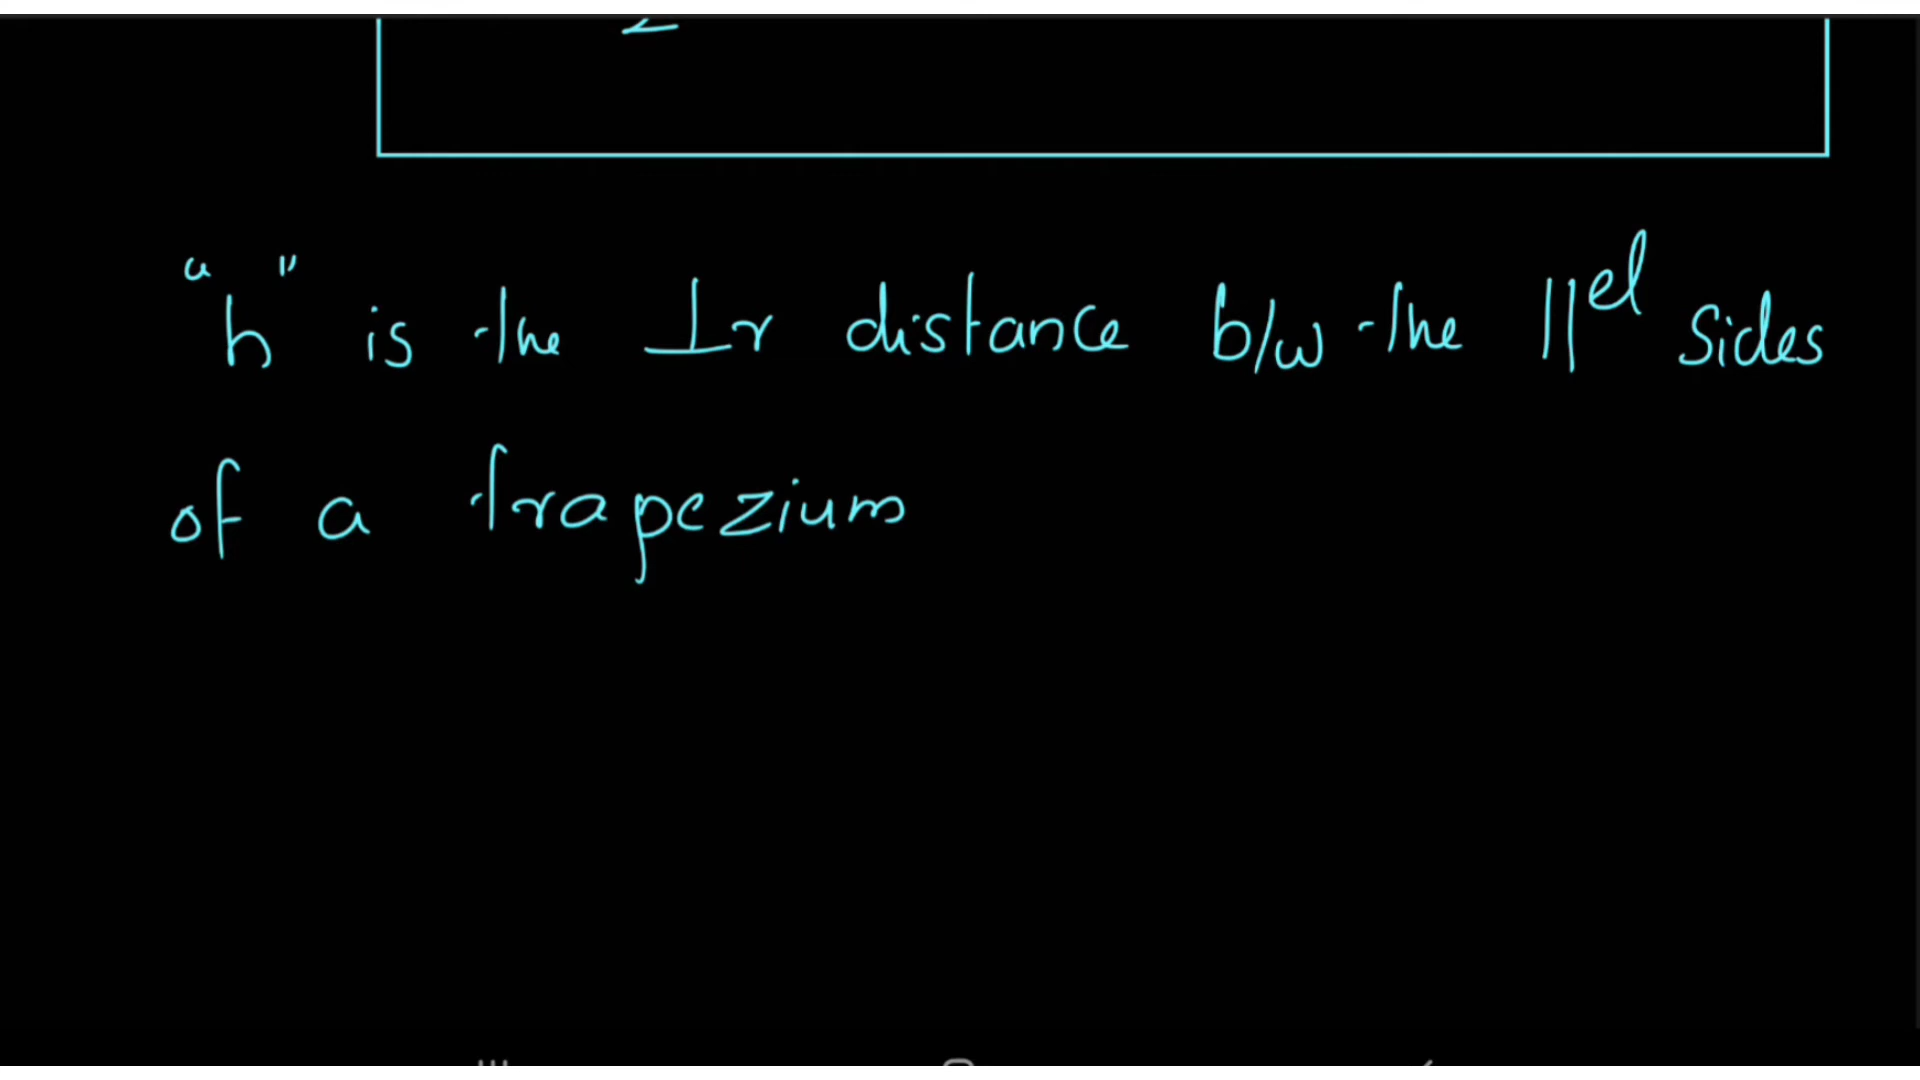 "h" is the ⊥r distance b/w the ||el sides
of a trapezium